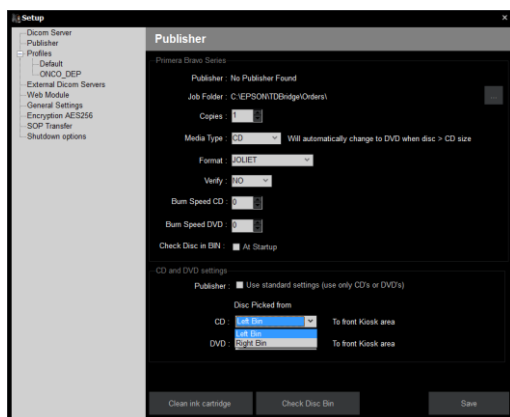 Setup
Dicom Server
Publisher
Profiles
Default
ONCO_DEP
External Dicom Servers
Web Module
General Settings
Encryption AES256
SOP Transfer
Shutdown options
Publisher
Primera Bravo Series
Publisher : No Publisher Found
Job Folder : C:\EPSON\TDBridge\Orders\
...
Copies : 1
Media Type : CD Will automatically change to DVD when disc > CD size
Format : JOLIET
Verify : NO
Burn Speed CD : 0
Burn Speed DVD : 0
Check Disc in BIN : At Startup
CD and DVD settings
Publisher : Use standard settings (use only CD's or DVD's)
Disc Picked from
CD : Left Bin To front Kiosk area
Left Bin
DVD : Right Bin To front Kiosk area
Clean ink cartridge Check Disc Bin Save